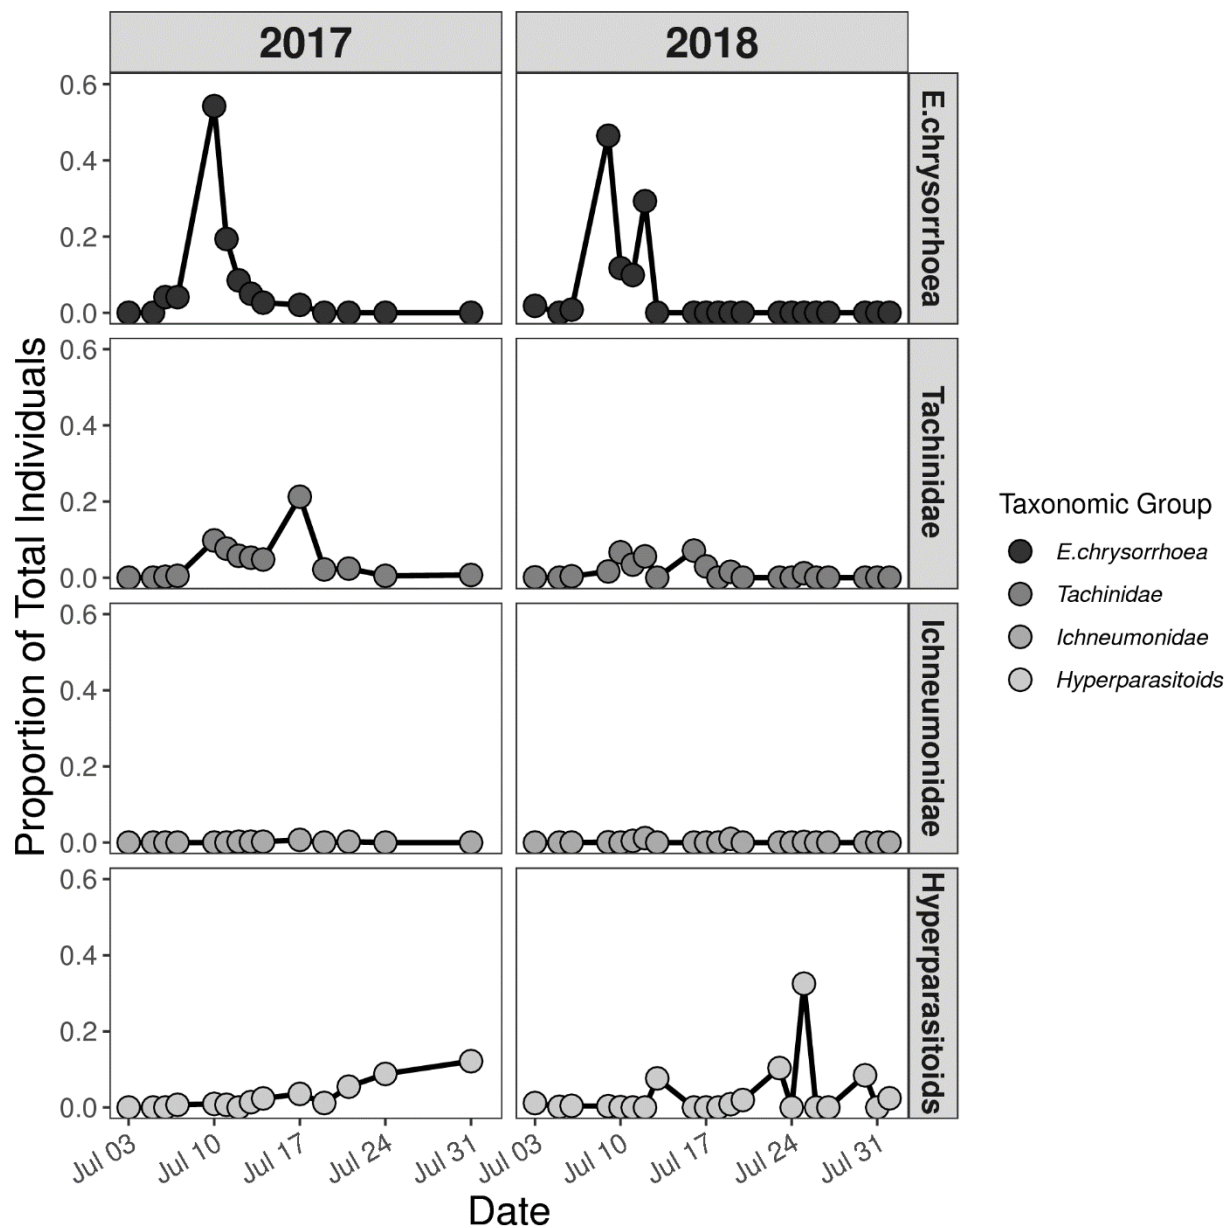 2017
2018
0.6
0.4
0.2
0.0
E.chrysorrhoea
0.6
0.4
0.2
0.0
Tachinidae
0.6
0.4
0.2
0.0
Ichneumonidae
0.6
0.4
0.2
0.0
Hyperparasitoids
Proportion of Total Individuals
Jul 03
Jul 10
Jul 17
Jul 24
Jul 31
Jul 03
Jul 10
Jul 17
Jul 24
Jul 31
Date
Taxonomic Group
E.chrysorrhoea
Tachinidae
Ichneumonidae
Hyperparasitoids